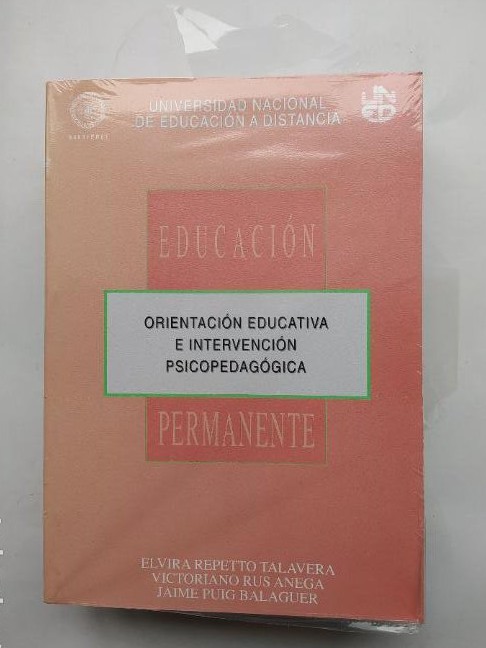 UNIVERSIDAD NACIONAL
DE EDUCACIÓN A DISTANCIA
UNED
EDUCACIÓN
ORIENTACIÓN EDUCATIVA
E INTERVENCIÓN
PSICOPEDAGÓGICA
PERMANENTE
ELVIRA REPETTO TALAVERA
VICTORIANO RUS ANEGA
JAIME PUIG BALAGUER